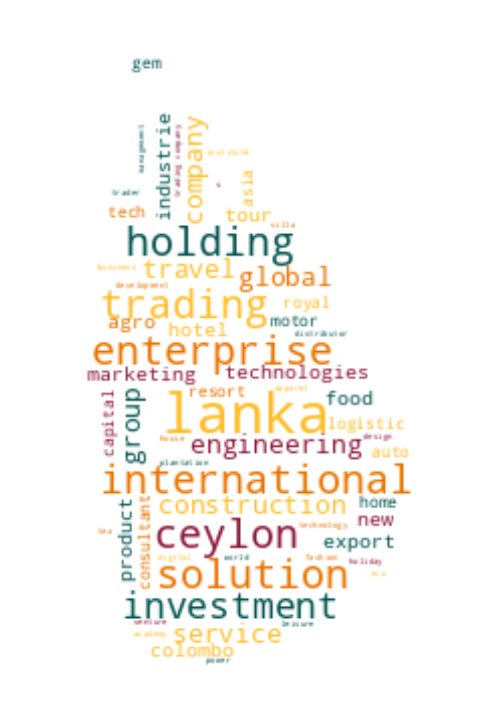 gem
management
industrie
trading company
company
institute
asia
trader
tech
tour
villa
holding
business
travel
global
development
trading
royal
agro
hotel
motor
distributor
enterprise
marketing
technologies
resort
apparel
capital
group
lanka
food
logistic
house
engineering
design
auto
plantation
international
product
consultant
construction
home
new
tea
ceylon
technology
export
digital
world
fashion
holiday
solution
investment
venture
leisure
academy
service
colombo
power